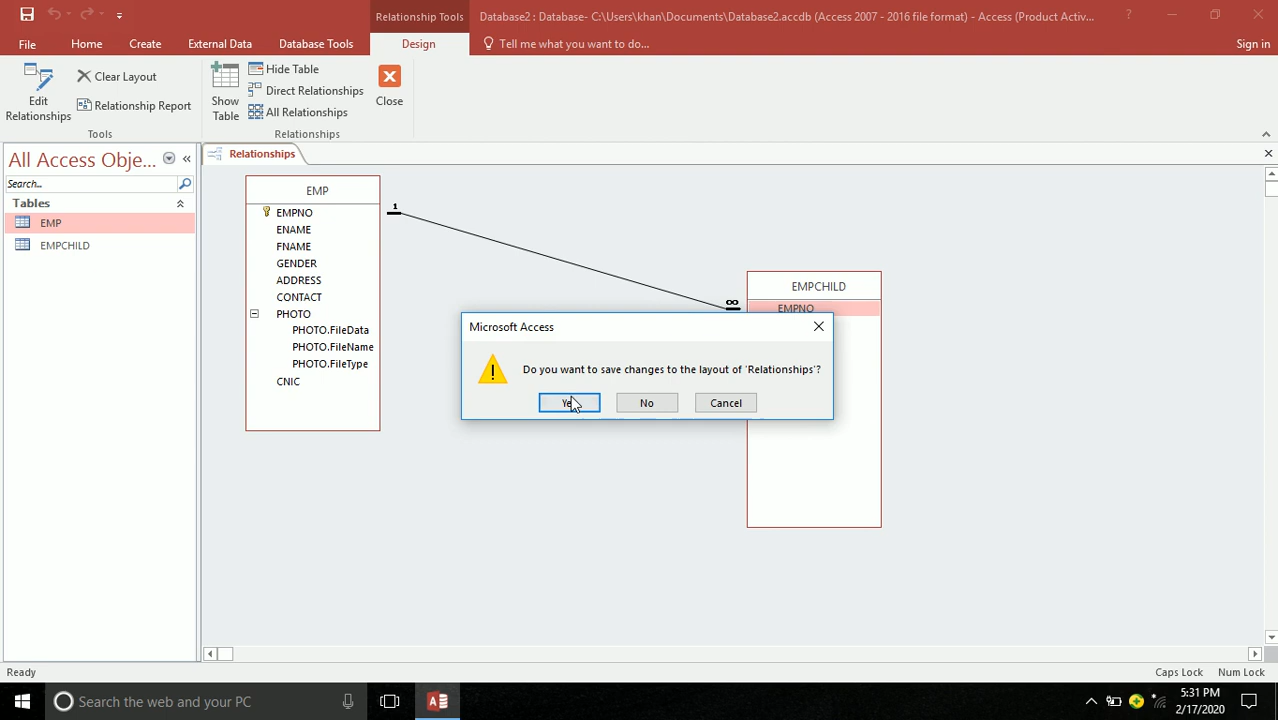 Relationship Tools
Database2 : Database- C:\Users\khan\Documents\Database2.accdb (Access 2007 - 2016 file format) - Access (Product Activ...
File Home Create External Data Database Tools Design Tell me what you want to do... Sign in
Edit Relationships
Clear Layout
Relationship Report
Show Table
Hide Table
Direct Relationships
All Relationships
Close
Tools
Relationships
All Access Obje...
Search...
Tables
EMP
EMPCHILD
Relationships
EMP
EMPNO
ENAME
FNAME
GENDER
ADDRESS
CONTACT
PHOTO
PHOTO.FileData
PHOTO.FileName
PHOTO.FileType
CNIC
1
∞
EMPCHILD
EMPNO
Microsoft Access
Do you want to save changes to the layout of 'Relationships'?
No
Cancel
Ready
Caps Lock
Num Lock
Search the web and your PC
5:31 PM
2/17/2020